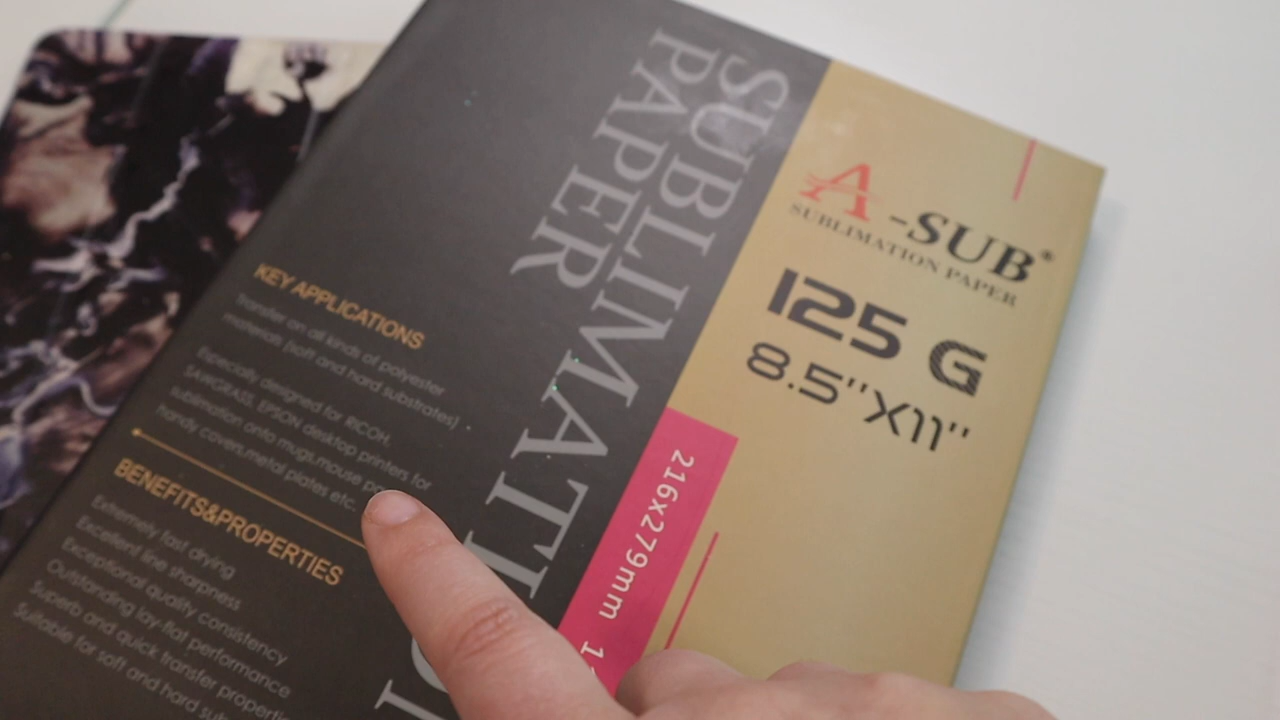 SUBLIMATION
PAPER
A-SUB®
SUBLIMATION PAPER
125 G
8.5"X11"
216x279mm
KEY APPLICATIONS
Transfer on all kinds of polyester
materials (soft and hard substrates)
Especially designed for RICOH,
SAWGRASS, EPSON desktop printers for
sublimation onto mugs,mouse
handy covers,metal plates etc.
BENEFITS&PROPERTIES
Extremely fast drying
Excellent line sharpness
Exceptional quality consistency
Outstanding lay-flat performance
Superb and quick transfer
Suitable for soft and hard